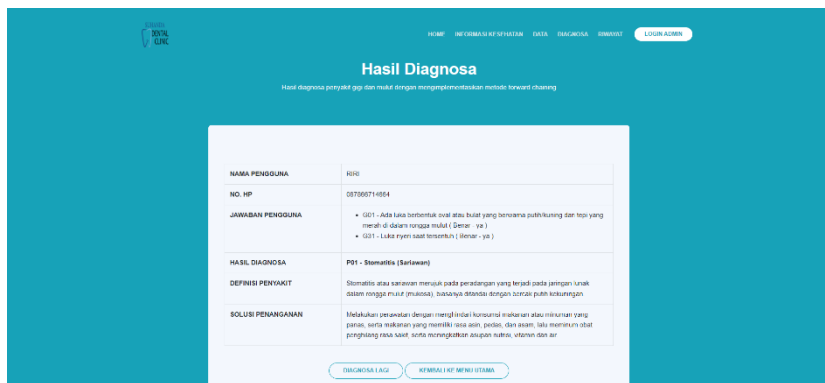 DENTAL
CLINIC
HOME INFORMASI KESEHATAN DATA DIAGNOSA RIWAYAT LOGIN ADMIN
Hasil Diagnosa
Hasil diagnosa penyakit gigi dan mulut dengan mengimplementasikan metode forward chaining
NAMA PENGGUNA RIRI
NO. HP
JAWABAN PENGGUNA
G01 - Ada luka berbentuk oval atau bulat yang berwarna putih/kuning dan tepi yang
merah di dalam rongga mulut ( Benar - ya )
G31 - Luka nyeri saat tersentuh ( Benar - ya )
HASIL DIAGNOSA P01 - Stomatitis (Sariawan)
DEFINISI PENYAKIT Stomatitis atau sariawan merujuk pada peradangan yang terjadi pada jaringan lunak
dalam rongga mulut (mukosa), biasanya ditandai dengan bercak putih kekuningan
SOLUSI PENANGANAN Melakukan perawatan dengan menghindari konsumsi makanan atau minuman yang
panas, serta makanan yang memiliki rasa asin, pedas, dan asam, lalu meminum obat
penghilang rasa sakit, serta meningkatkan asupan nutrisi, vitamin dan air
DIAGNOSA LAGI KEMBALI KE MENU UTAMA